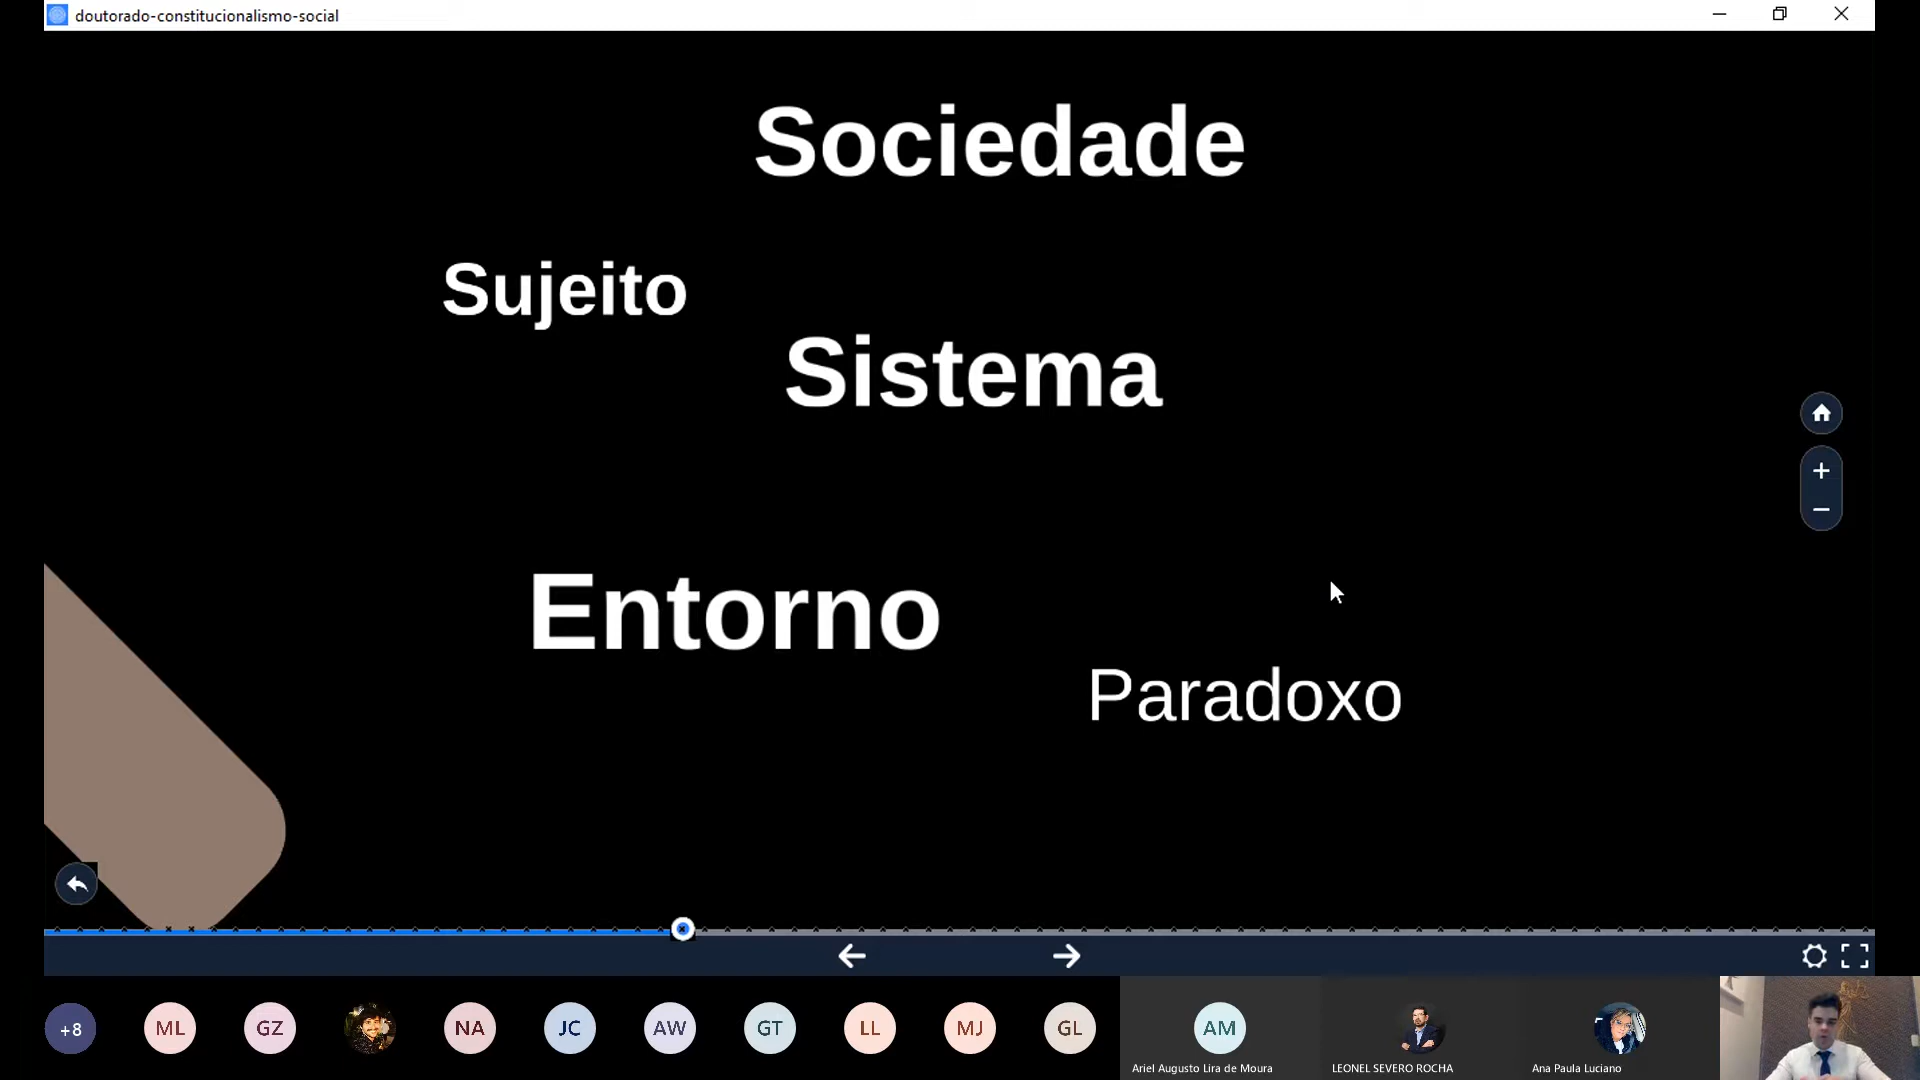 doutorado-constitucionalismo-social
Sociedade
Sujeito
Sistema
Entorno
Paradoxo
+8
ML
GZ
NA
JC
AW
GT
LL
MJ
GL
AM
Ariel Augusto Lira de Moura
LEONEL SEVERO ROCHA
Ana Paula Luciano